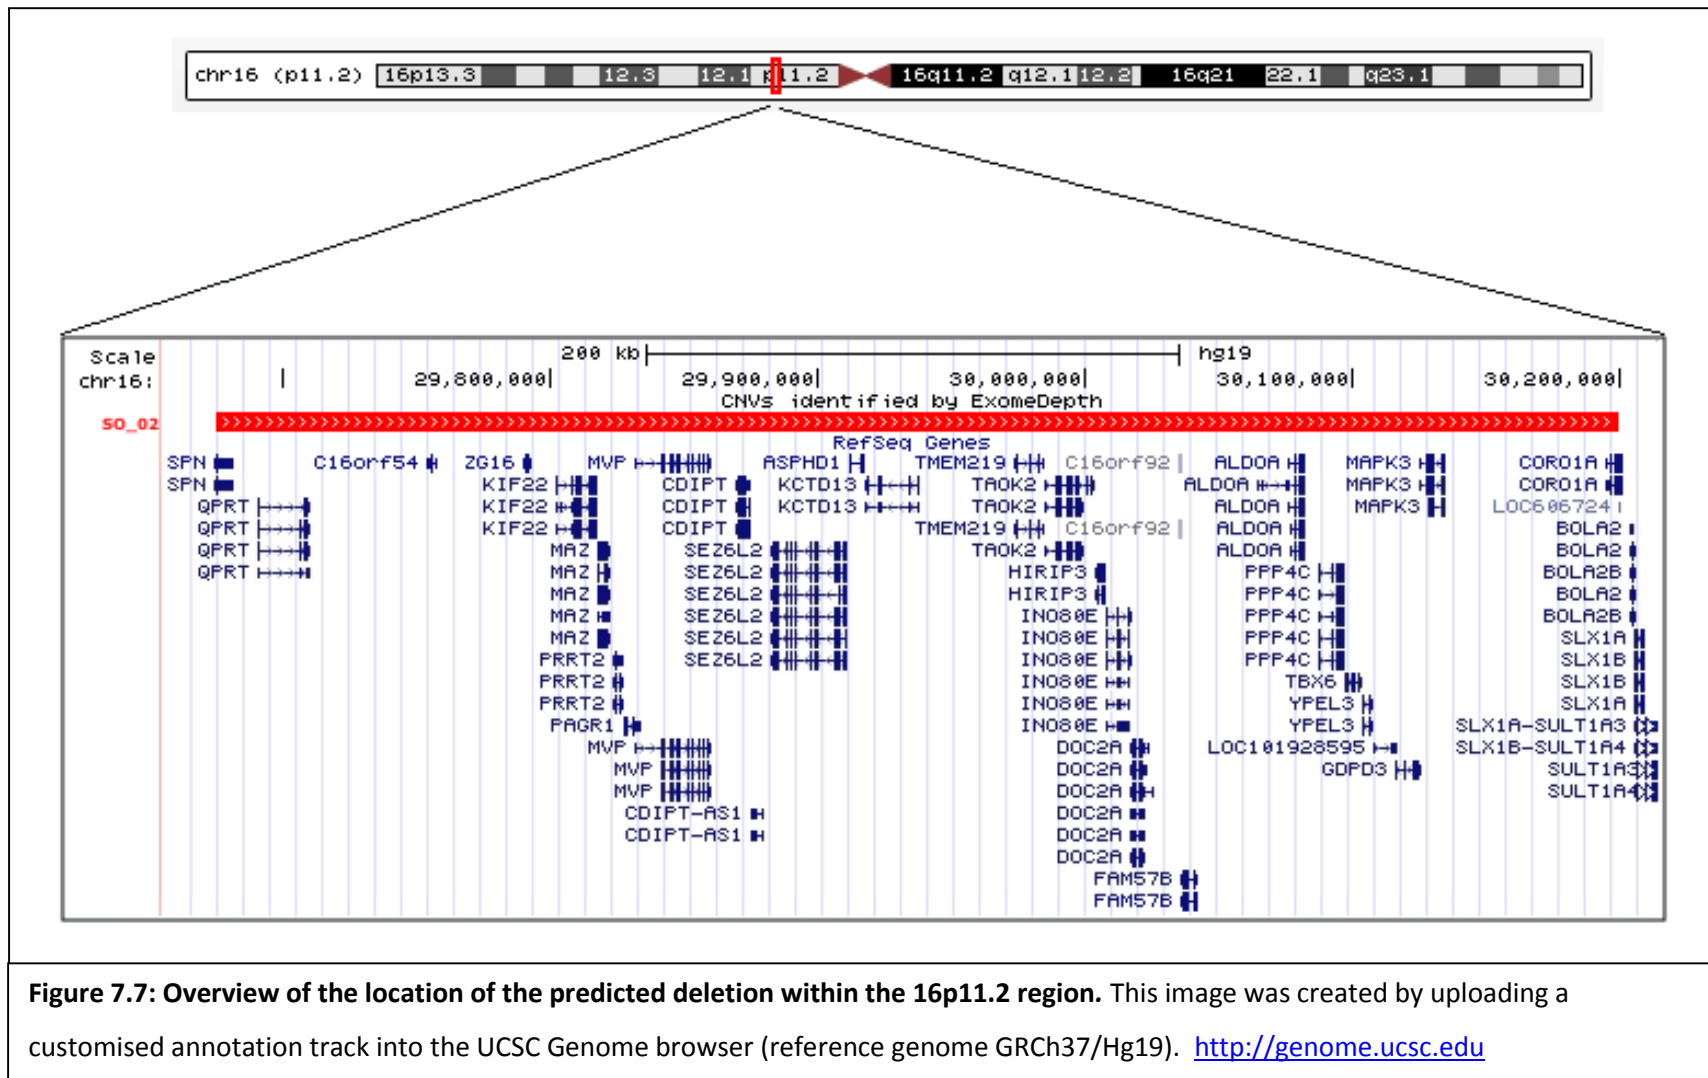 chr16 (p11.2) 16p13.3 12.3 12.1 p11.2 16q11.2 q12.1 12.2 16q21 22.1 q23.1
Scale 200 kb hg19
chr16: 29,800,000 29,900,000 30,000,000 30,100,000 30,200,000
CNVs identified by ExomeDepth
SO_02
RefSeq Genes
SPN C16orf54 ZG16 MVP ASPHD1 TMEM219 C16orf92 ALDOA MAPK3 CORO1A
SPN KIF22 CDIPT KCTD13 TAOK2 ALDOA MAPK3 CORO1A
QPRT KIF22 CDIPT KCTD13 TAOK2 ALDOA MAPK3 LOC606724
QPRT KIF22 CDIPT TMEM219 C16orf92 ALDOA BOLA2
QPRT MAZ SEZ6L2 TAOK2 ALDOA BOLA2
QPRT MAZ SEZ6L2 HIRIP3 PPP4C BOLA2B
MAZ SEZ6L2 HIRIP3 PPP4C BOLA2
MAZ SEZ6L2 INO80E PPP4C BOLA2B
MAZ SEZ6L2 INO80E PPP4C SLX1A
PRRT2 SEZ6L2 INO80E PPP4C SLX1B
PRRT2 INO80E TBX6 SLX1B
PRRT2 INO80E YPEL3 SLX1A
PAGR1 INO80E YPEL3 SLX1A-SULT1A3
MVP DOC2A LOC101928595 SLX1B-SULT1A4
MVP DOC2A GDPD3 SULT1A3
MVP DOC2A SULT1A4
CDIPT-AS1 DOC2A
CDIPT-AS1 DOC2A
DOC2A
FAM57B
FAM57B
Figure 7.7: Overview of the location of the predicted deletion within the 16p11.2 region. This image was created by uploading a
customised annotation track into the UCSC Genome browser (reference genome GRCh37/Hg19). http://genome.ucsc.edu